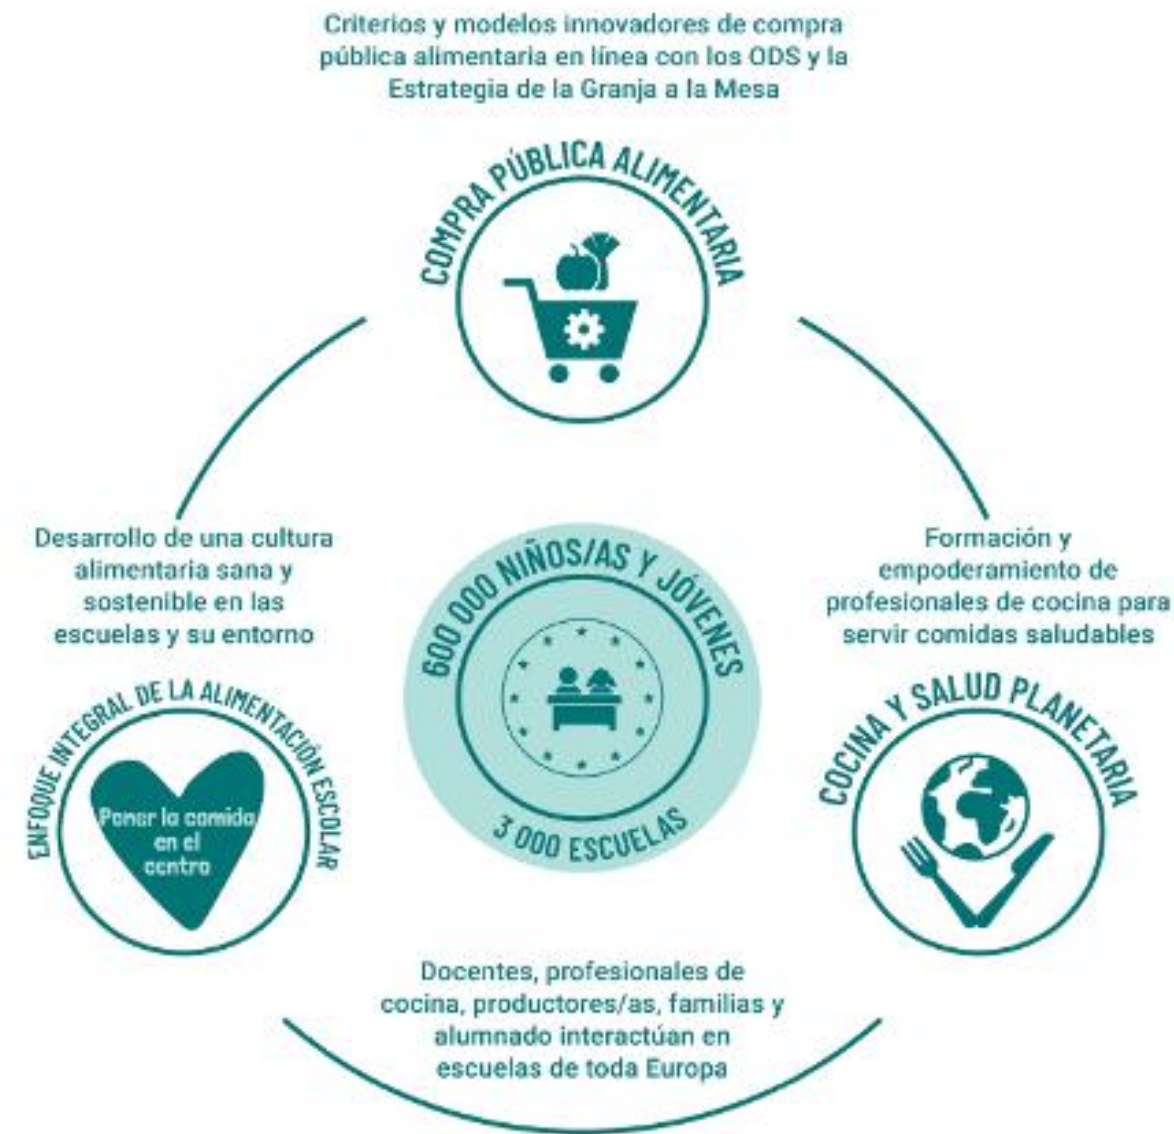 Criterios y modelos innovadores de compra
pública alimentaria en línea con los ODS y la
Estrategia de la Granja a la Mesa
COMPRA PÚBLICA ALIMENTARIA
Desarrollo de una cultura
alimentaria sana y
sostenible en las
escuelas y su entorno
ENFOQUE INTEGRAL DE LA ALIMENTACIÓN ESCOLAR
Poner la comida
en el
centro
600 000 NIÑOS/AS Y JÓVENES
3 000 ESCUELAS
Formación y
empoderamiento de
profesionales de cocina para
servir comidas saludables
COCINA Y SALUD PLANETARIA
Docentes, profesionales de
cocina, productores/as, familias y
alumnado interactúan en
escuelas de toda Europa